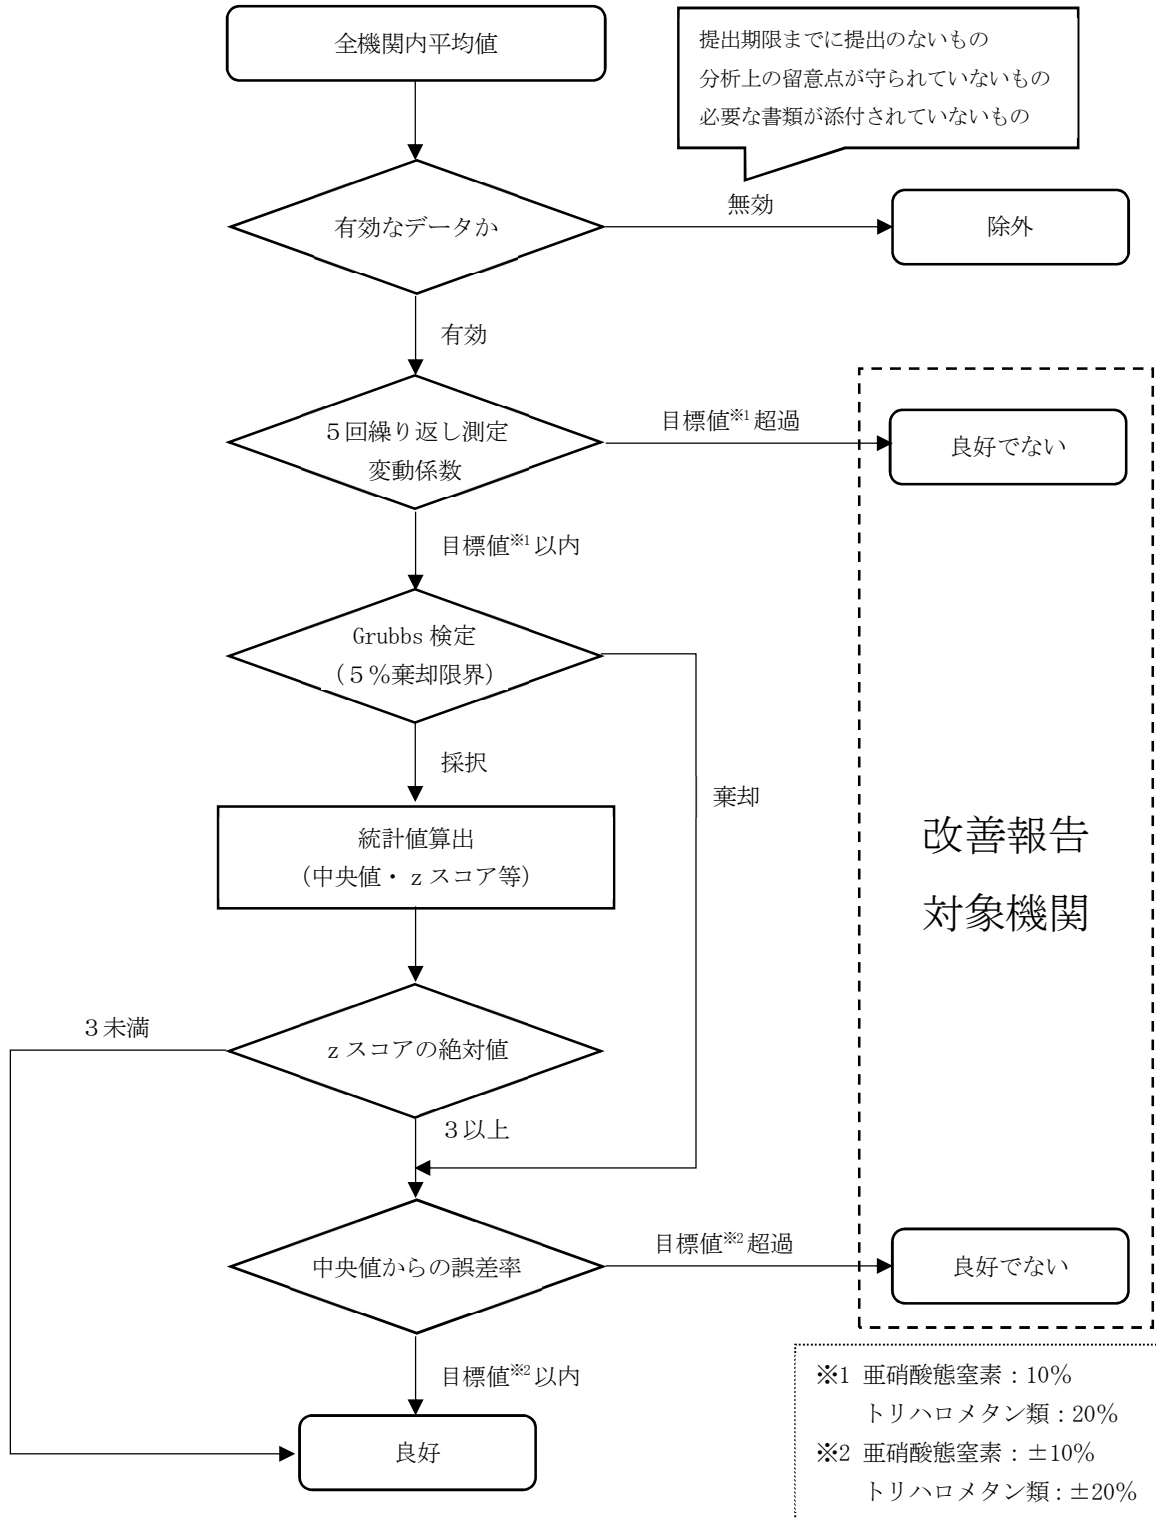 全機関内平均値
提出期限までに提出のないもの
分析上の留意点が守られていないもの
必要な書類が添付されていないもの
有効なデータか
無効
除外
有効
５回繰り返し測定
変動係数
目標値※1超過
良好でない
目標値※1以内
Grubbs 検定
（５％棄却限界）
採択
棄却
統計値算出
（中央値・ z スコア等）
改善報告
対象機関
３未満
z スコアの絶対値
３以上
中央値からの誤差率
目標値※2超過
良好でない
目標値※2以内
良好
※1 亜硝酸態窒素：10％
トリハロメタン類：20％
※2 亜硝酸態窒素：±10％
トリハロメタン類：±20％